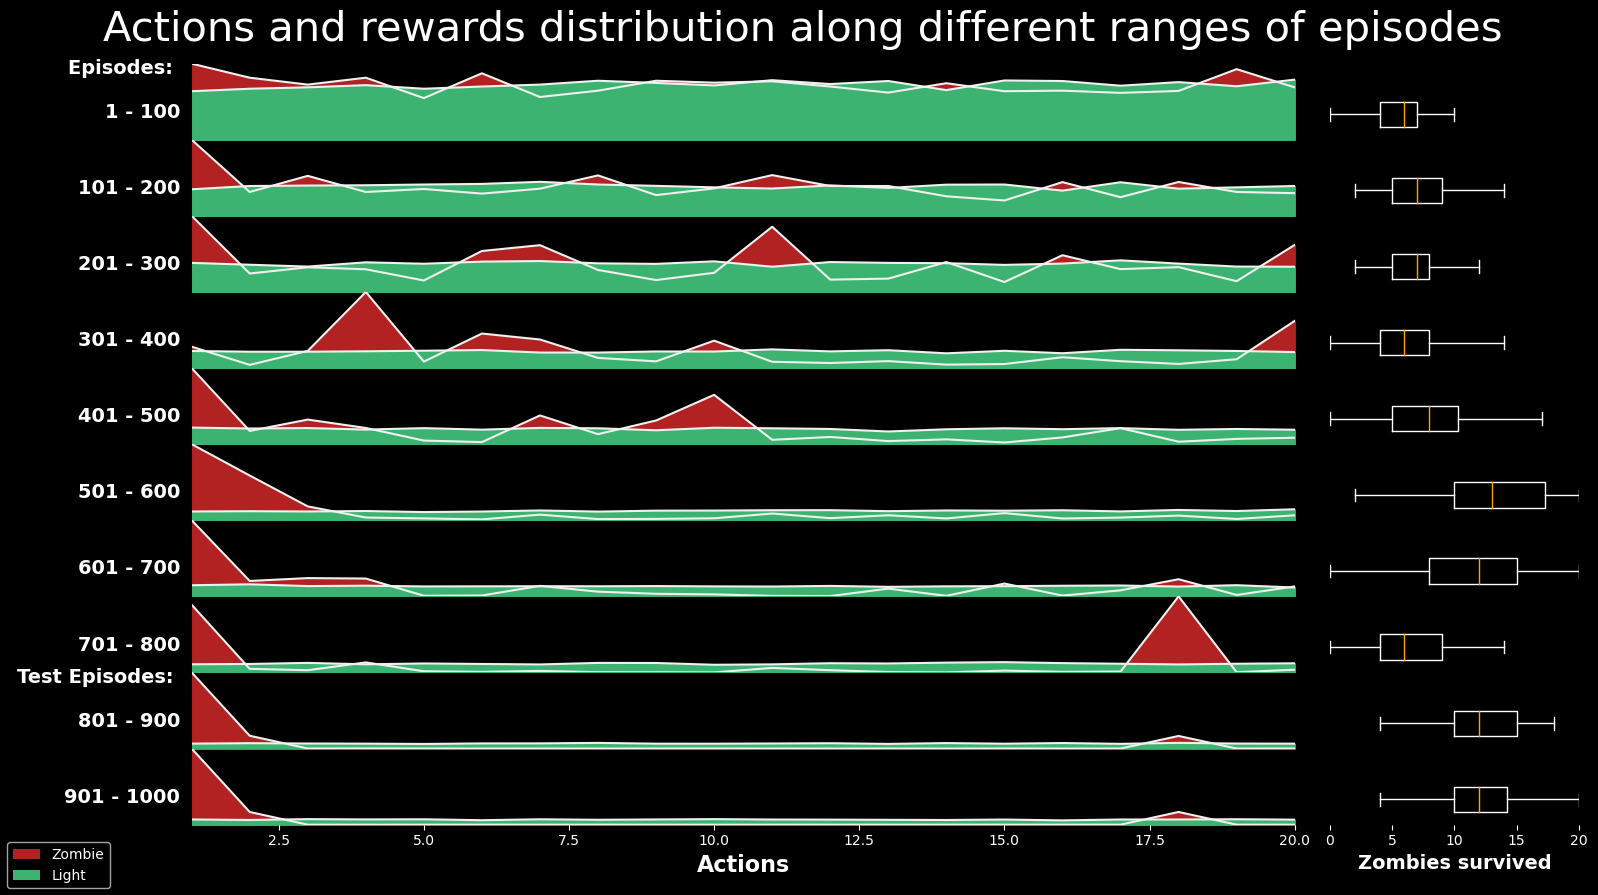 Actions and rewards distribution along different ranges of episodes
Episodes:
1 - 100
101 - 200
201 - 300
301 - 400
401 - 500
501 - 600
601 - 700
701 - 800
Test Episodes:
801 - 900
901 - 1000
2.5 5.0 7.5 10.0 12.5 15.0 17.5 20.0
0 5 10 15 20
Actions
Zombies survived
Zombie
Light